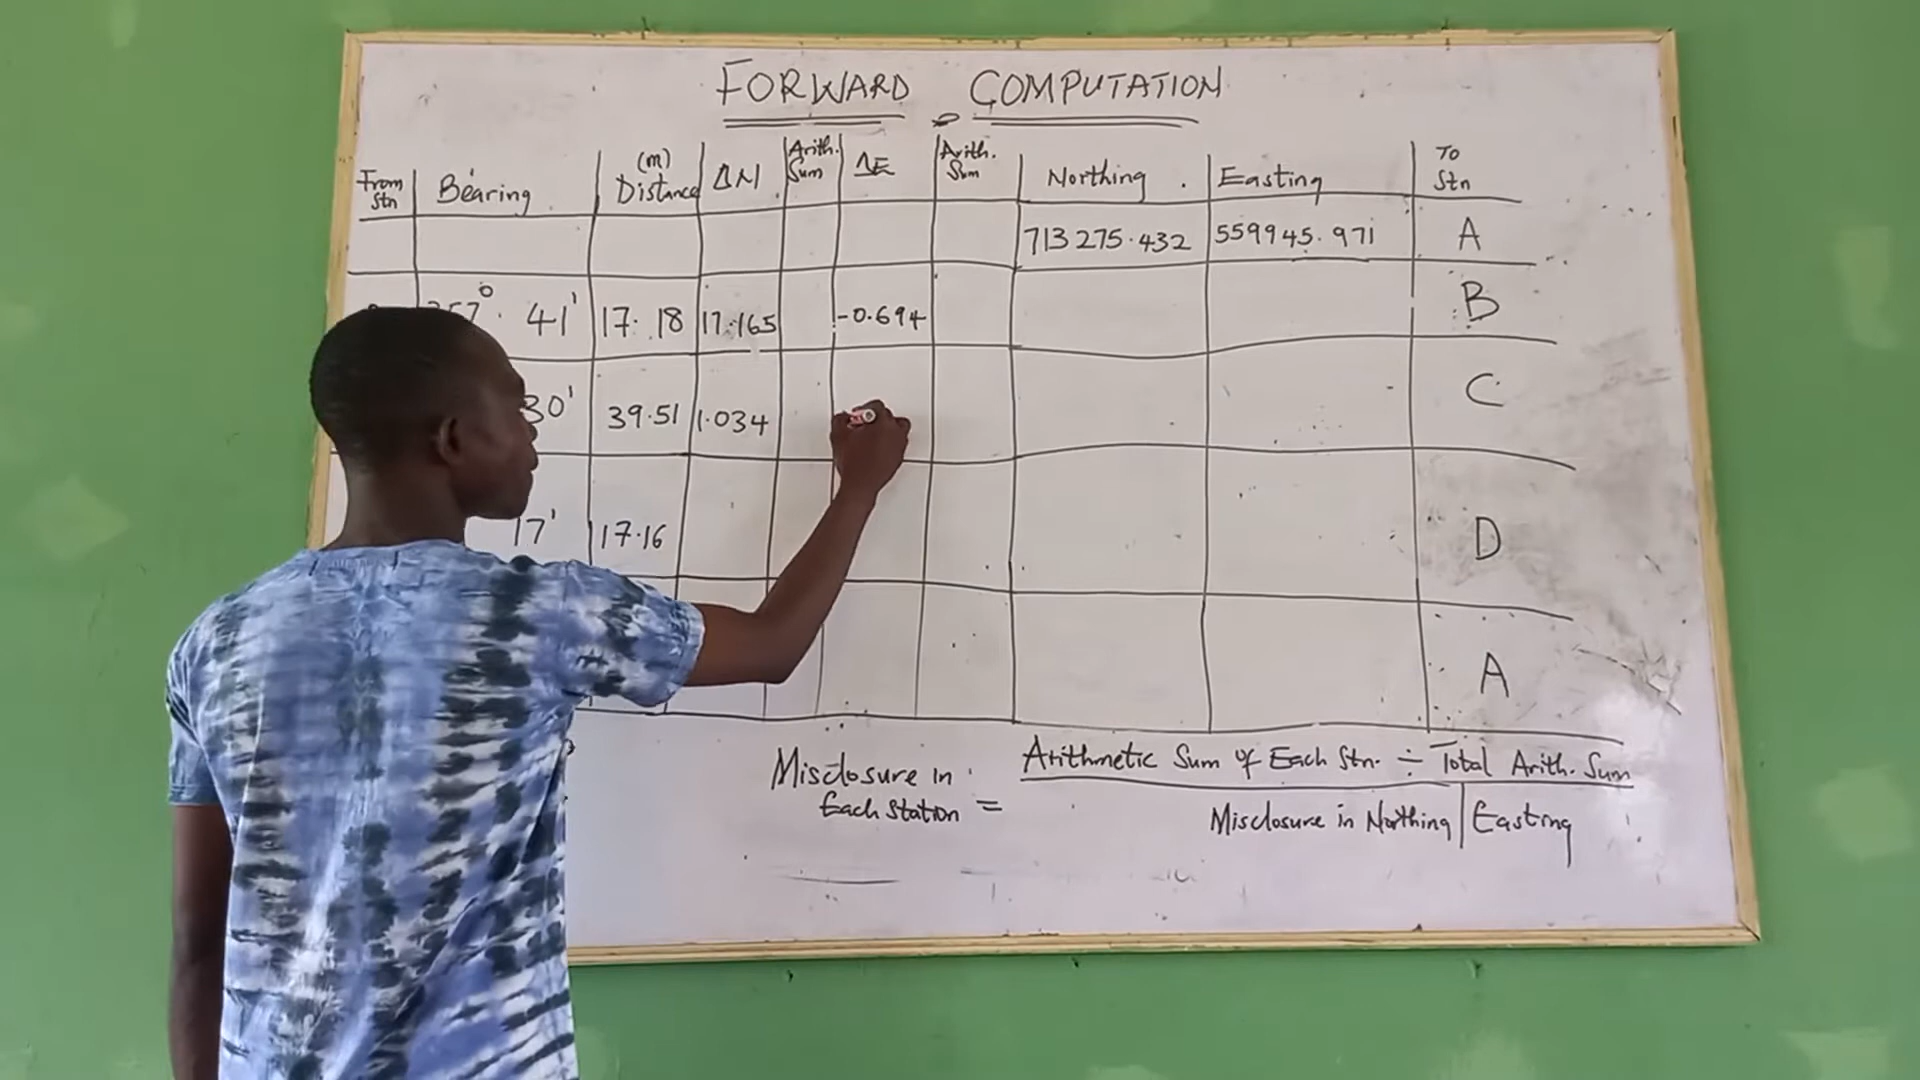 FORWARD COMPUTATION
From Stn Bearing (m) Distance ΔN Arith. Sum ΔE Arith. Sum Northing Easting To Stn
713275.432 559945.971 A
57° 41' 17.18 17.165 -0.694 B
30' 39.51 1.034 C
17' 17.16 D
A
Misclosure in Each Station = Arithmetic Sum of Each Stn. ÷ Total Arith. Sum
Misclosure in Northing | Easting